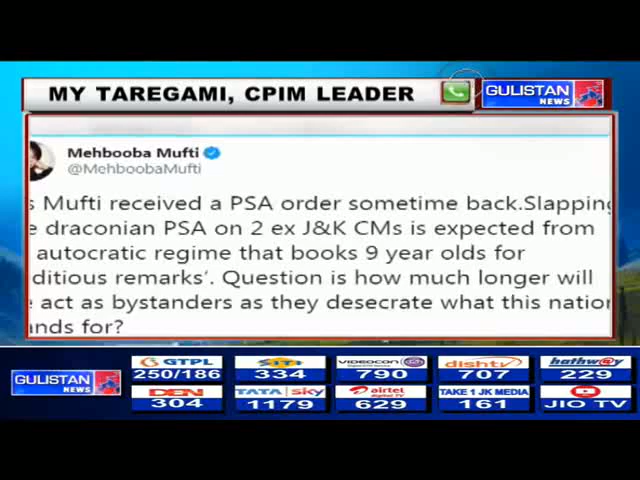 MY TAREGAMI, CPIM LEADER
GULISTAN
NEWS
Mehbooba Mufti
@MehboobaMufti
s Mufti received a PSA order sometime back.Slapping
e draconian PSA on 2 ex J&K CMs is expected from
autocratic regime that books 9 year olds for
ditious remarks'. Question is how much longer will
e act as bystanders as they desecrate what this nation
ands for?
GULISTAN
NEWS
GTPL
250/186
SITI
334
VIDEOCON
790
dishtv
707
hathway
229
DEN
304
TATA sky
1179
airtel
digital TV
629
TAKE 1 JK MEDIA
161
JIO TV